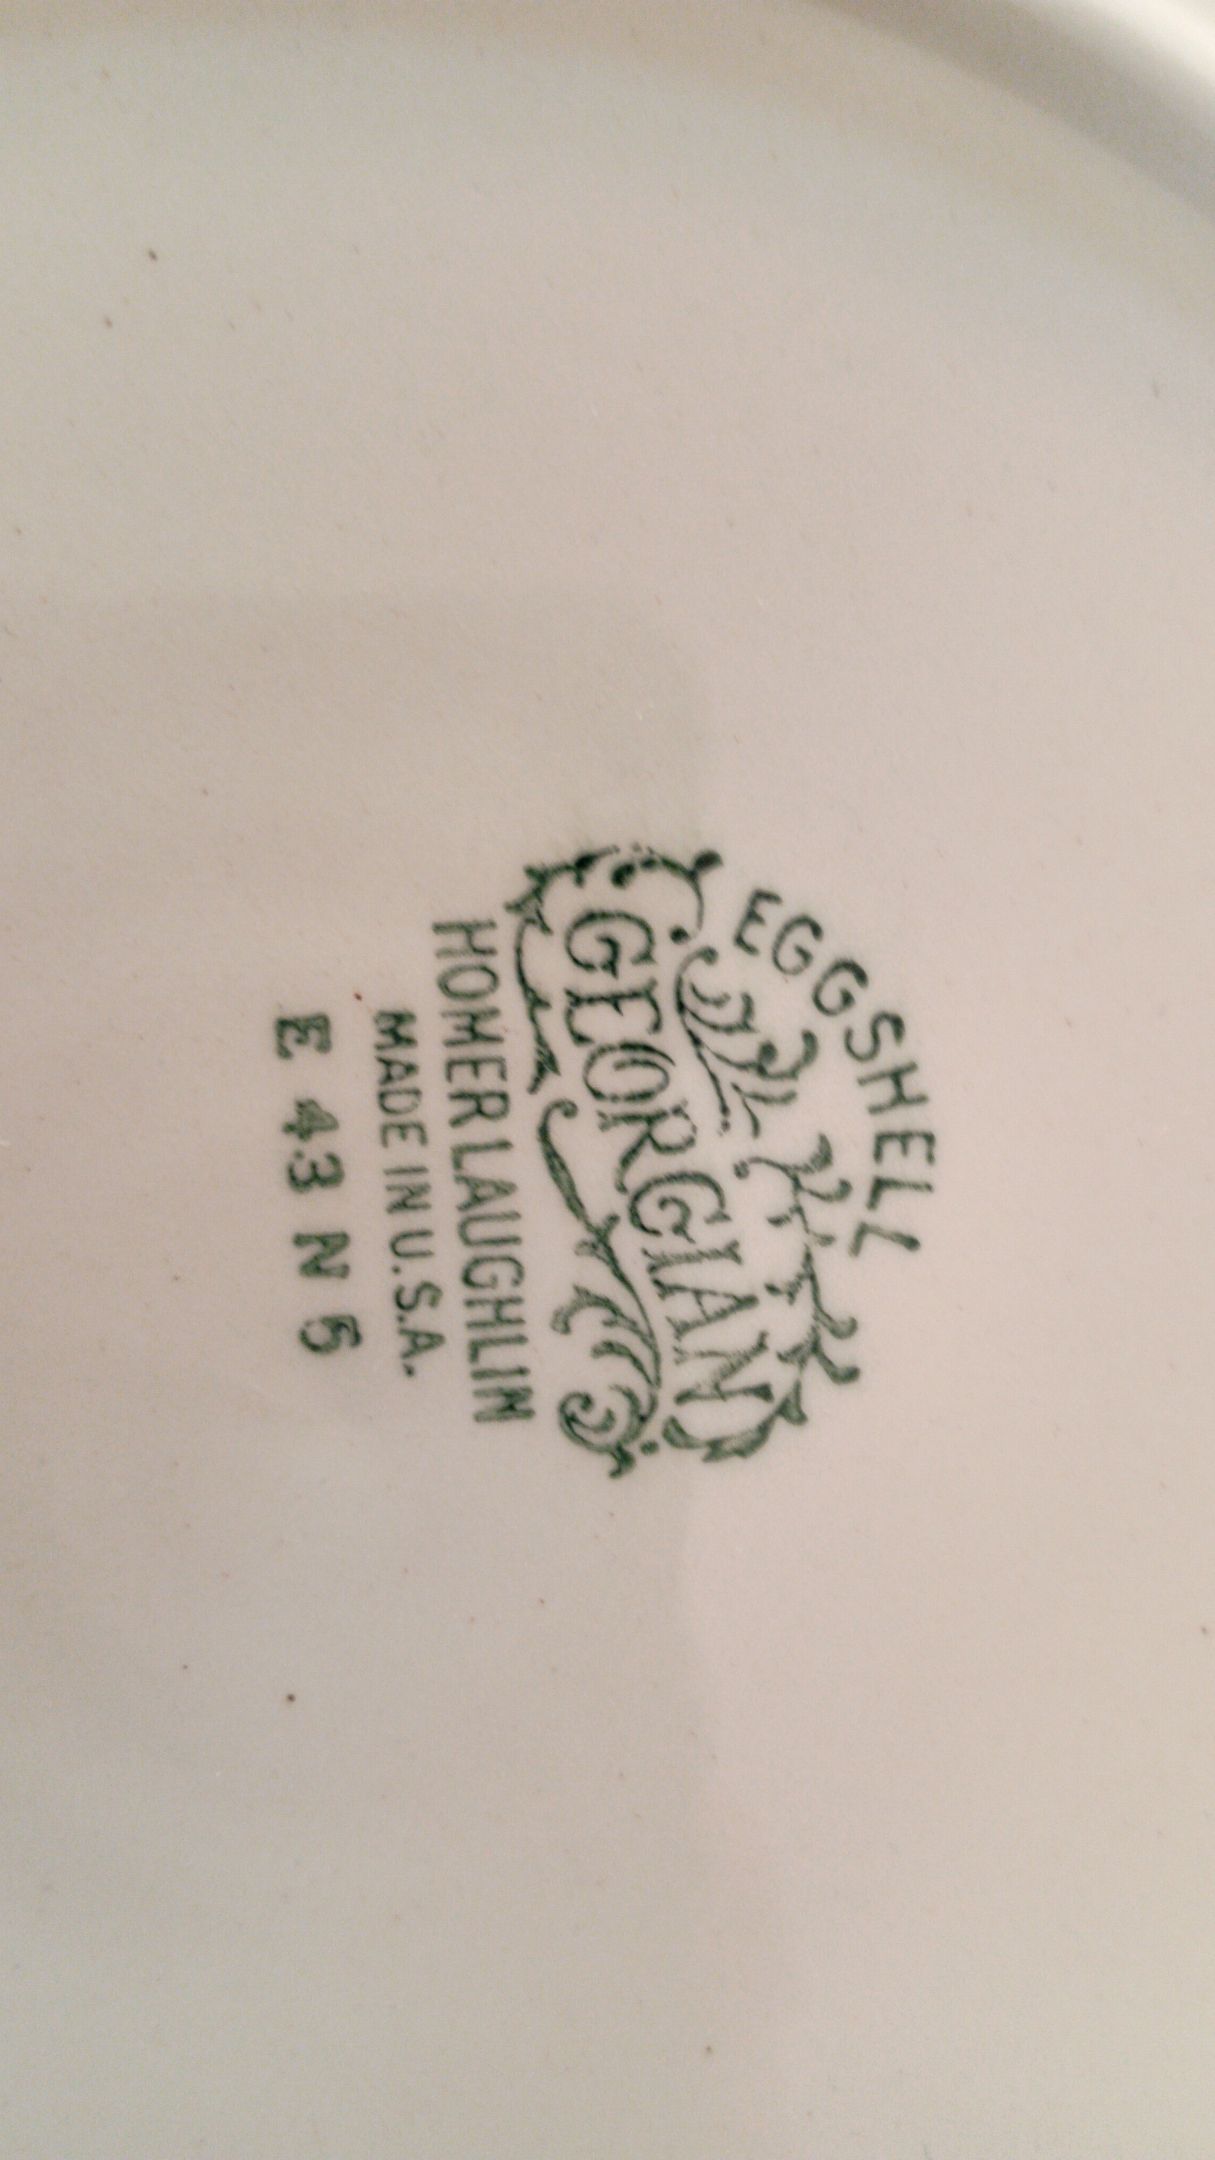 EGGSHELL
GEORGIAN
HOMER LAUGHLIN
MADE IN U.S.A.
E 43 N 5